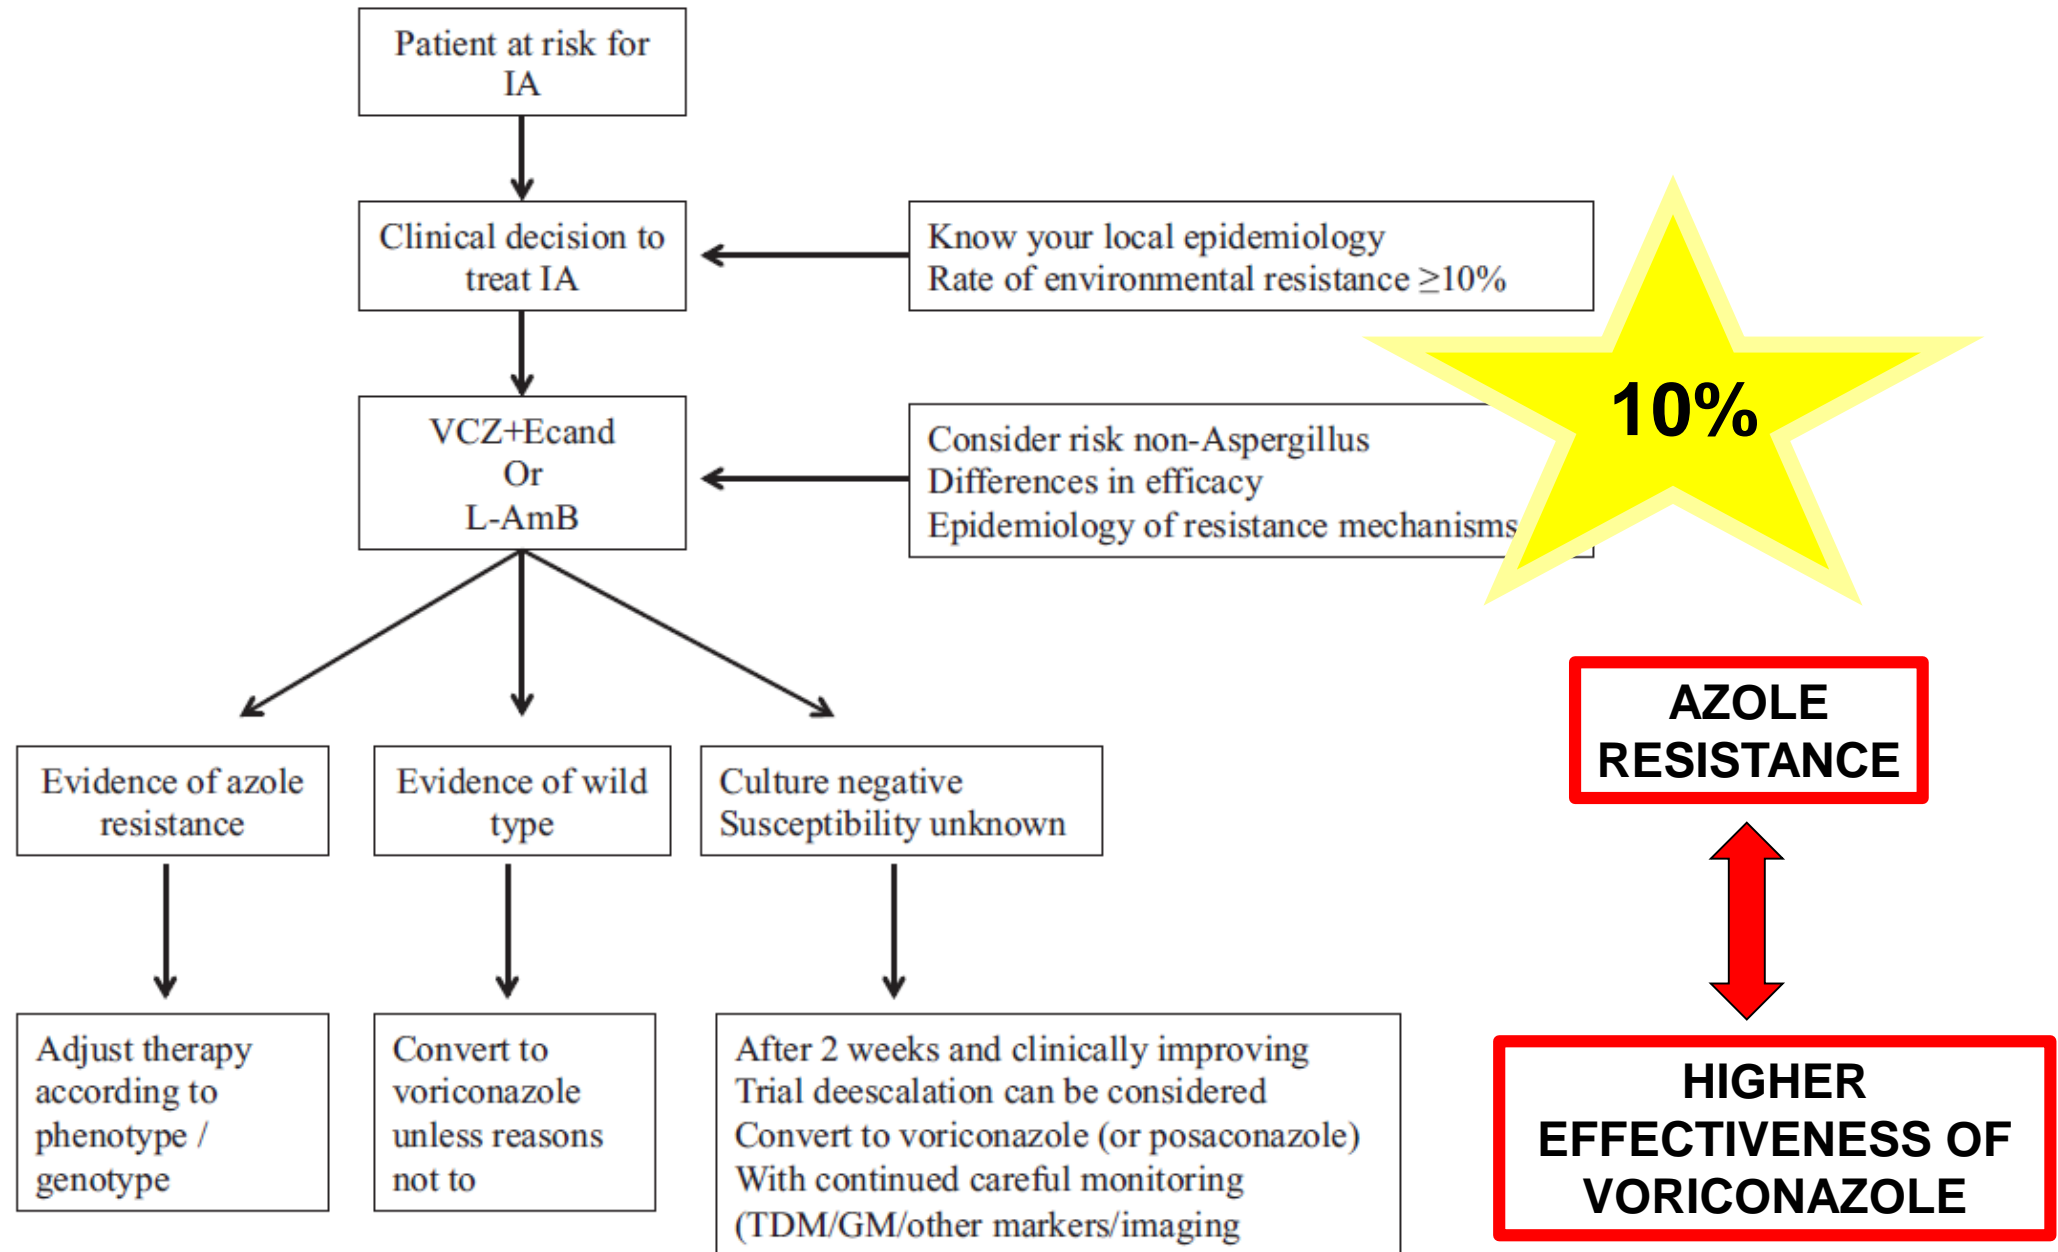 Patient at risk for
IA
Clinical decision to
treat IA
Know your local epidemiology
Rate of environmental resistance ≥10%
10%
VCZ+Ecand
Or
L-AmB
Consider risk non-Aspergillus
Differences in efficacy
Epidemiology of resistance mechanisms
Evidence of azole
resistance
Evidence of wild
type
Culture negative
Susceptibility unknown
AZOLE
RESISTANCE
Adjust therapy
according to
phenotype /
genotype
Convert to
voriconazole
unless reasons
not to
After 2 weeks and clinically improving
Trial deescalation can be considered
Convert to voriconazole (or posaconazole)
With continued careful monitoring
(TDM/GM/other markers/imaging
HIGHER
EFFECTIVENESS OF
VORICONAZOLE